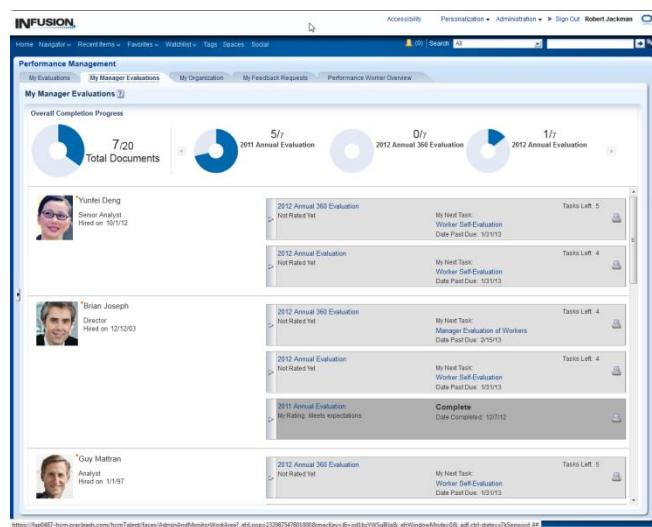 INFUSION
Accessibility Personalization Administration Sign Out Robert Jackman
Home Navigator Recent Items Favorites Watchlist Tags Spaces Social (0) Search All
Performance Management
My Evaluations My Manager Evaluations My Organization My Feedback Requests Performance Worker Overview
My Manager Evaluations
Overall Completion Progress
7/20
Total Documents
5/7
2011 Annual Evaluation
0/7
2012 Annual 360 Evaluation
1/7
2012 Annual Evaluation
Yunfei Deng
Senior Analyst
Hired on 10/1/12
2012 Annual 360 Evaluation
Not Rated Yet
My Next Task:
Worker Self-Evaluation
Date Past Due: 1/31/13
Tasks Left: 5
2012 Annual Evaluation
Not Rated Yet
My Next Task:
Worker Self-Evaluation
Date Past Due: 1/31/13
Tasks Left: 4
Brian Joseph
Director
Hired on 12/12/03
2012 Annual 360 Evaluation
Not Rated Yet
My Next Task:
Manager Evaluation of Workers
Date Past Due: 2/15/13
Tasks Left: 4
2012 Annual Evaluation
Not Rated Yet
My Next Task:
Worker Self-Evaluation
Date Past Due: 1/31/13
Tasks Left: 4
2011 Annual Evaluation
My Rating: Meets expectations
Complete
Date Completed: 12/7/12
Guy Mattran
Analyst
Hired on 1/1/97
2012 Annual 360 Evaluation
Not Rated Yet
My Next Task:
Worker Self-Evaluation
Date Past Due: 1/31/13
Tasks Left: 5